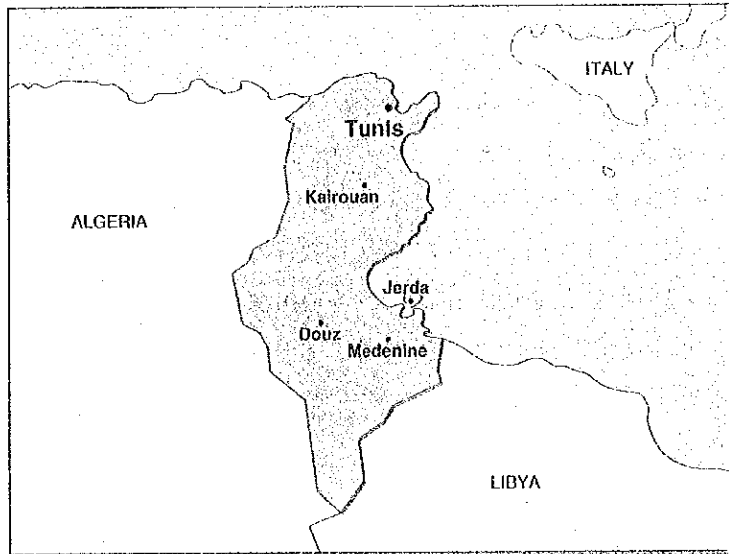 ITALY
Tunis
Kairouan
ALGERIA
Jerda
Douz
Medenine
LIBYA